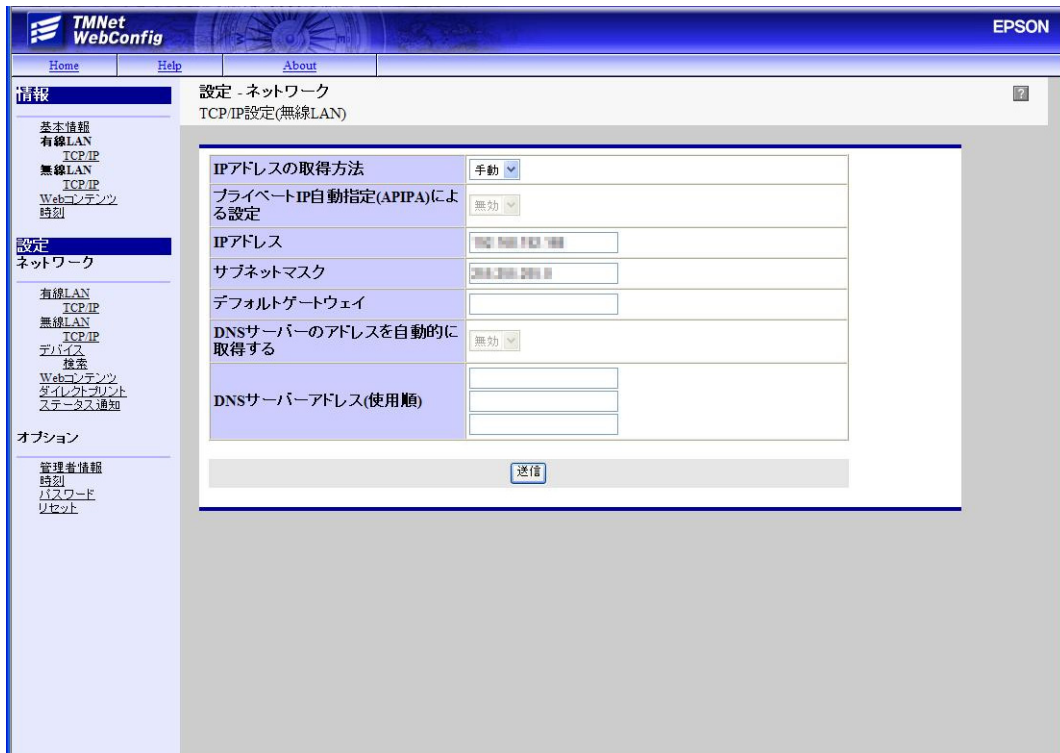 TMNet
WebConfig
EPSON
Home Help About
情報
基本情報
有線LAN
TCP/IP
無線LAN
TCP/IP
Webコンテンツ
時刻
設定
ネットワーク
有線LAN
TCP/IP
無線LAN
TCP/IP
デバイス
検索
Webコンテンツ
ダイレクトプリント
ステータス通知
オプション
管理者情報
時刻
パスワード
リセット
設定 - ネットワーク
?
TCP/IP設定(無線LAN)
IPアドレスの取得方法 手動
プライベートIP自動指定(APIPA)によ
る設定 無効
IPアドレス
サブネットマスク
デフォルトゲートウェイ
DNSサーバーのアドレスを自動的に
取得する 無効
DNSサーバーアドレス(使用順)
送信